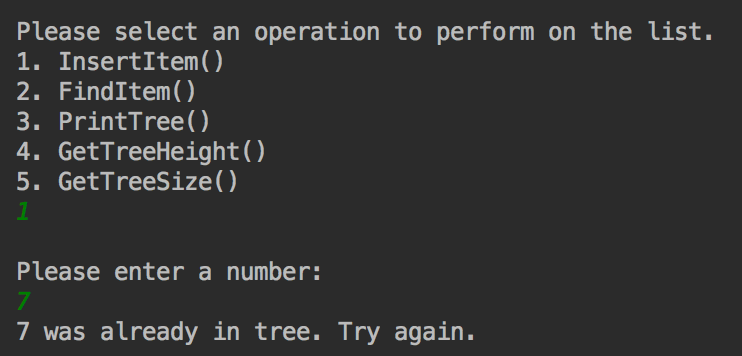 Please select an operation to perform on the list.
1. InsertItem()
2. FindItem()
3. PrintTree()
4. GetTreeHeight()
5. GetTreeSize()
1
Please enter a number:
7
7 was already in tree. Try again.